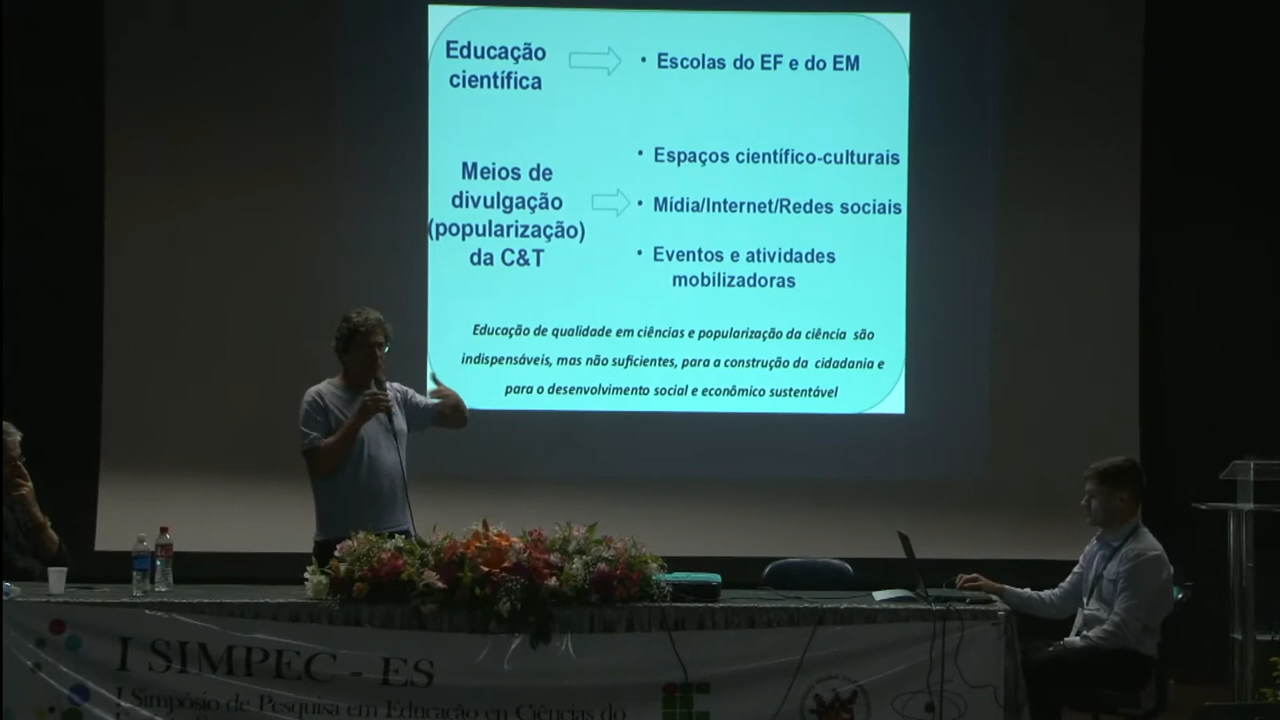 Educação
científica
• Escolas do EF e do EM
Meios de
divulgação
(popularização)
da C&T
• Espaços científico-culturais
• Mídia/Internet/Redes sociais
• Eventos e atividades
mobilizadoras
Educação de qualidade em ciências e popularização da ciência são
indispensáveis, mas não suficientes, para a construção da cidadania e
para o desenvolvimento social e econômico sustentável
I SIMPEC - ES
I Simpósio de Pesquisa em Educação en Ciências do